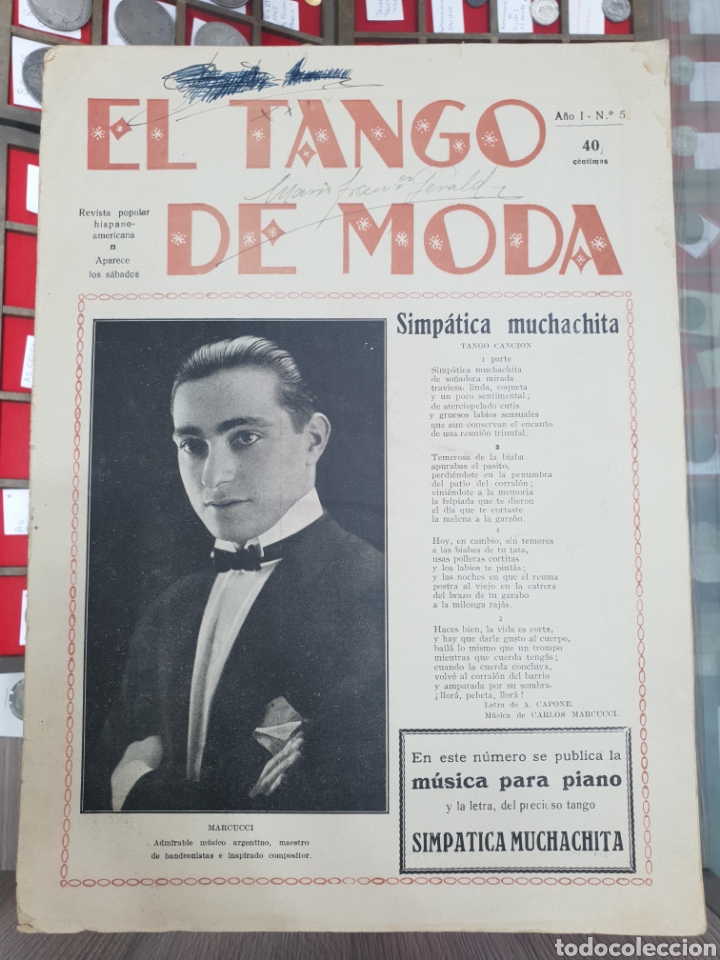 EL TANGO
DE MODA
Año I - N.º 5
40
céntimos
Revista popular
hispano-
americana
Aparece
los sábados
Simpática muchachita
TANGO CANCION
1 parte
Simpática muchachita
de soñadora mirada
traviesa, linda, coqueta
y un poco sentimental;
de aterciopelado cutis
y gruesos labios sensuales
que aun conservan el encanto
de una reunión triunfal.
2
Temerosa de la biaba
apurabas el pasito,
perdiéndote en la penumbra
del patio del corralón;
viniéndote a la memoria
la felpiada que te dieron
el día que te cortaste
la melena a la garzón.
1
Hoy, en cambio; sin temores
a las biabas de tu tata,
usas polleras cortitas
y los labios te pintás;
y las noches en que el reuma
postra al viejo en la catrera
del brazo de tu garabo
a la milonga rajás.
2
Haces bien, la vida es corta,
y hay que darle gusto al cuerpo,
bailá lo mismo que un trompo
mientras que cuerda tengás;
cuando la cuerda concluya,
volvé al corralón del barrio
y amparada por su sombra,
¡llorá, pebeta, llorá!
Letra de A. CAPONE.
Música de CARLOS MARCUCCI.
MARCUCCI
Admirable músico argentino, maestro
de bandeonistas e inspirado compositor.
En este número se publica la
música para piano
y la letra, del precioso tango
SIMPATICA MUCHACHITA
todocoleccion